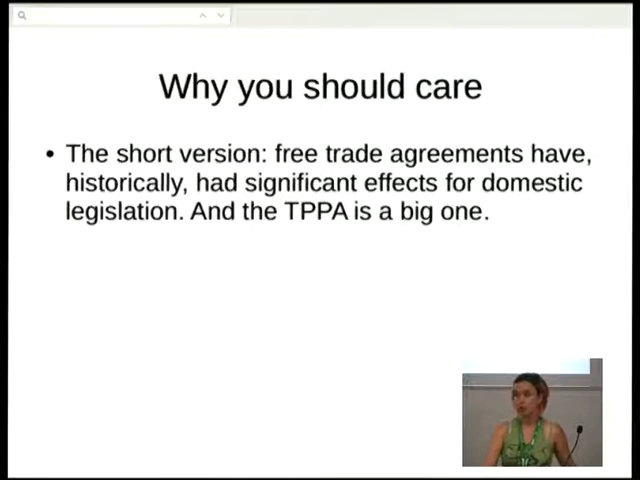 Why you should care
• The short version: free trade agreements have,
historically, had significant effects for domestic
legislation. And the TPPA is a big one.